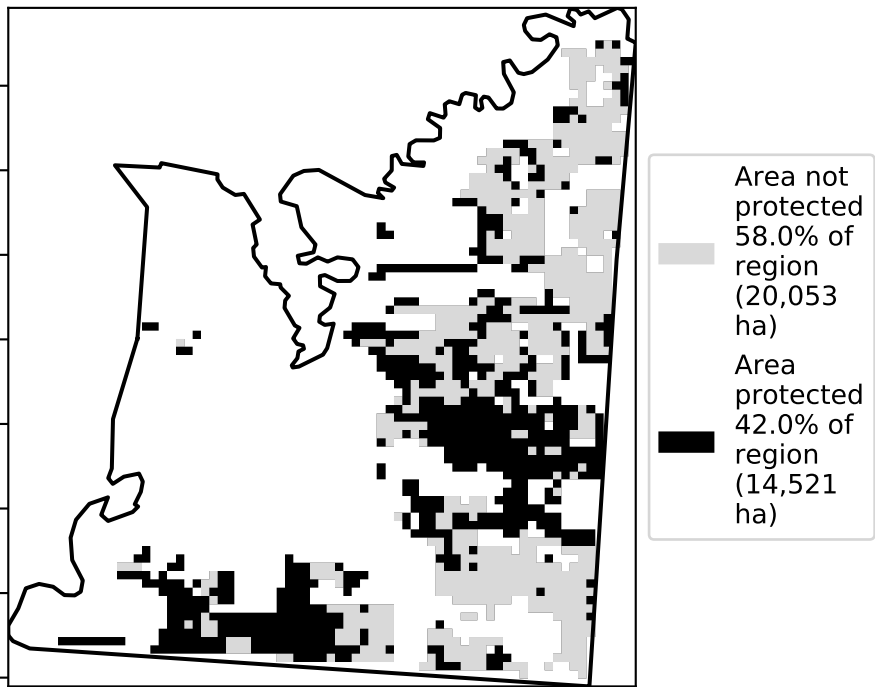 Area not
protected
58.0% of
region
(20,053
ha)
Area
protected
42.0% of
region
(14,521
ha)